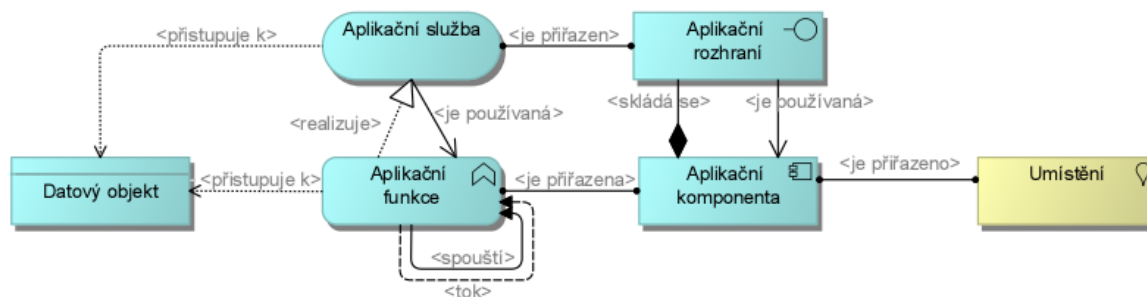 Aplikační služba
Aplikační
rozhraní
<přistupuje k>
<je přiřazen>
<skládá se>
<je používaná>
<je používaná>
<realizuje>
Datový objekt
<přistupuje k>
Aplikační
funkce
<je přiřazena>
Aplikační
komponenta
<je přiřazeno>
Umístění
<spouští>
<tok>